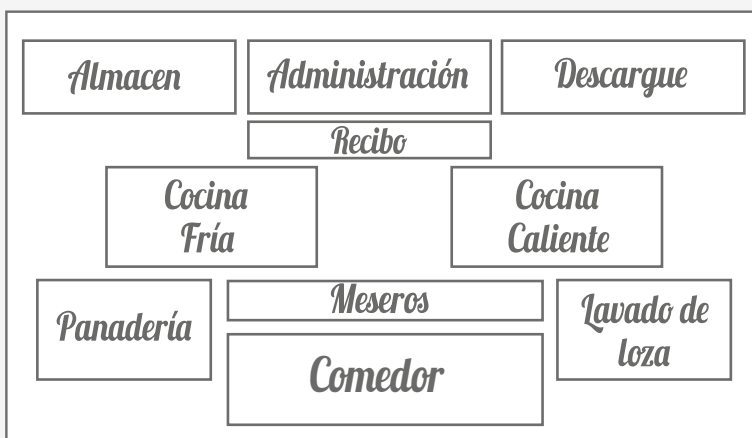 Almacen
Administración
Descargue
Recibo
Cocina
Fría
Cocina
Caliente
Meseros
Panadería
Lavado de
loza
Comedor